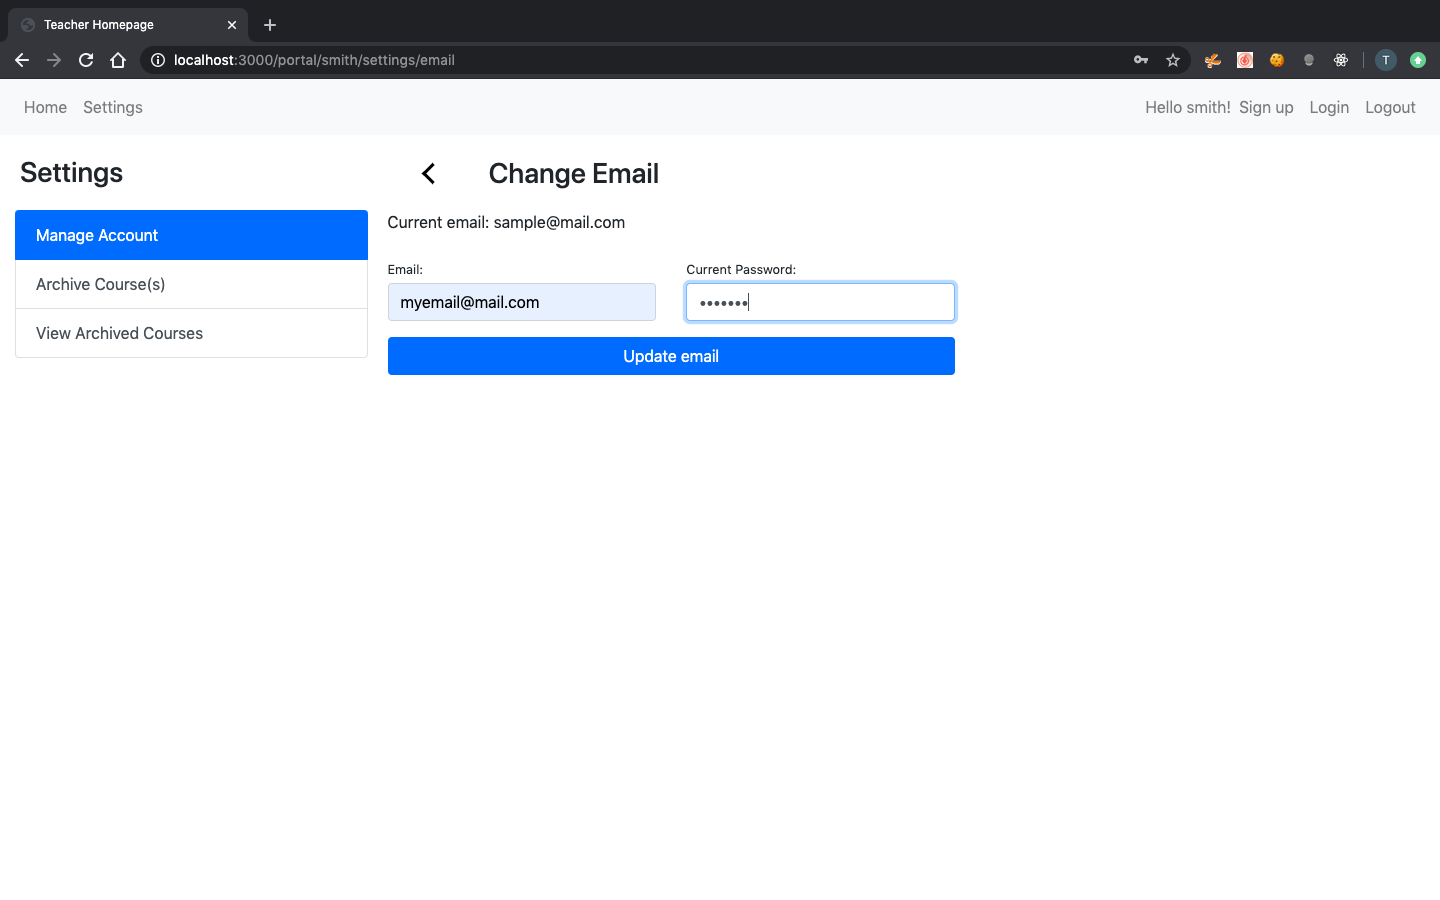 Teacher Homepage
localhost:3000/portal/smith/settings/email
T
Home Settings Hello smith! Sign up Login Logout
Settings
Manage Account
Archive Course(s)
View Archived Courses
Change Email
Current email: sample@mail.com
Email: Current Password:
myemail@mail.com •••••••
Update email